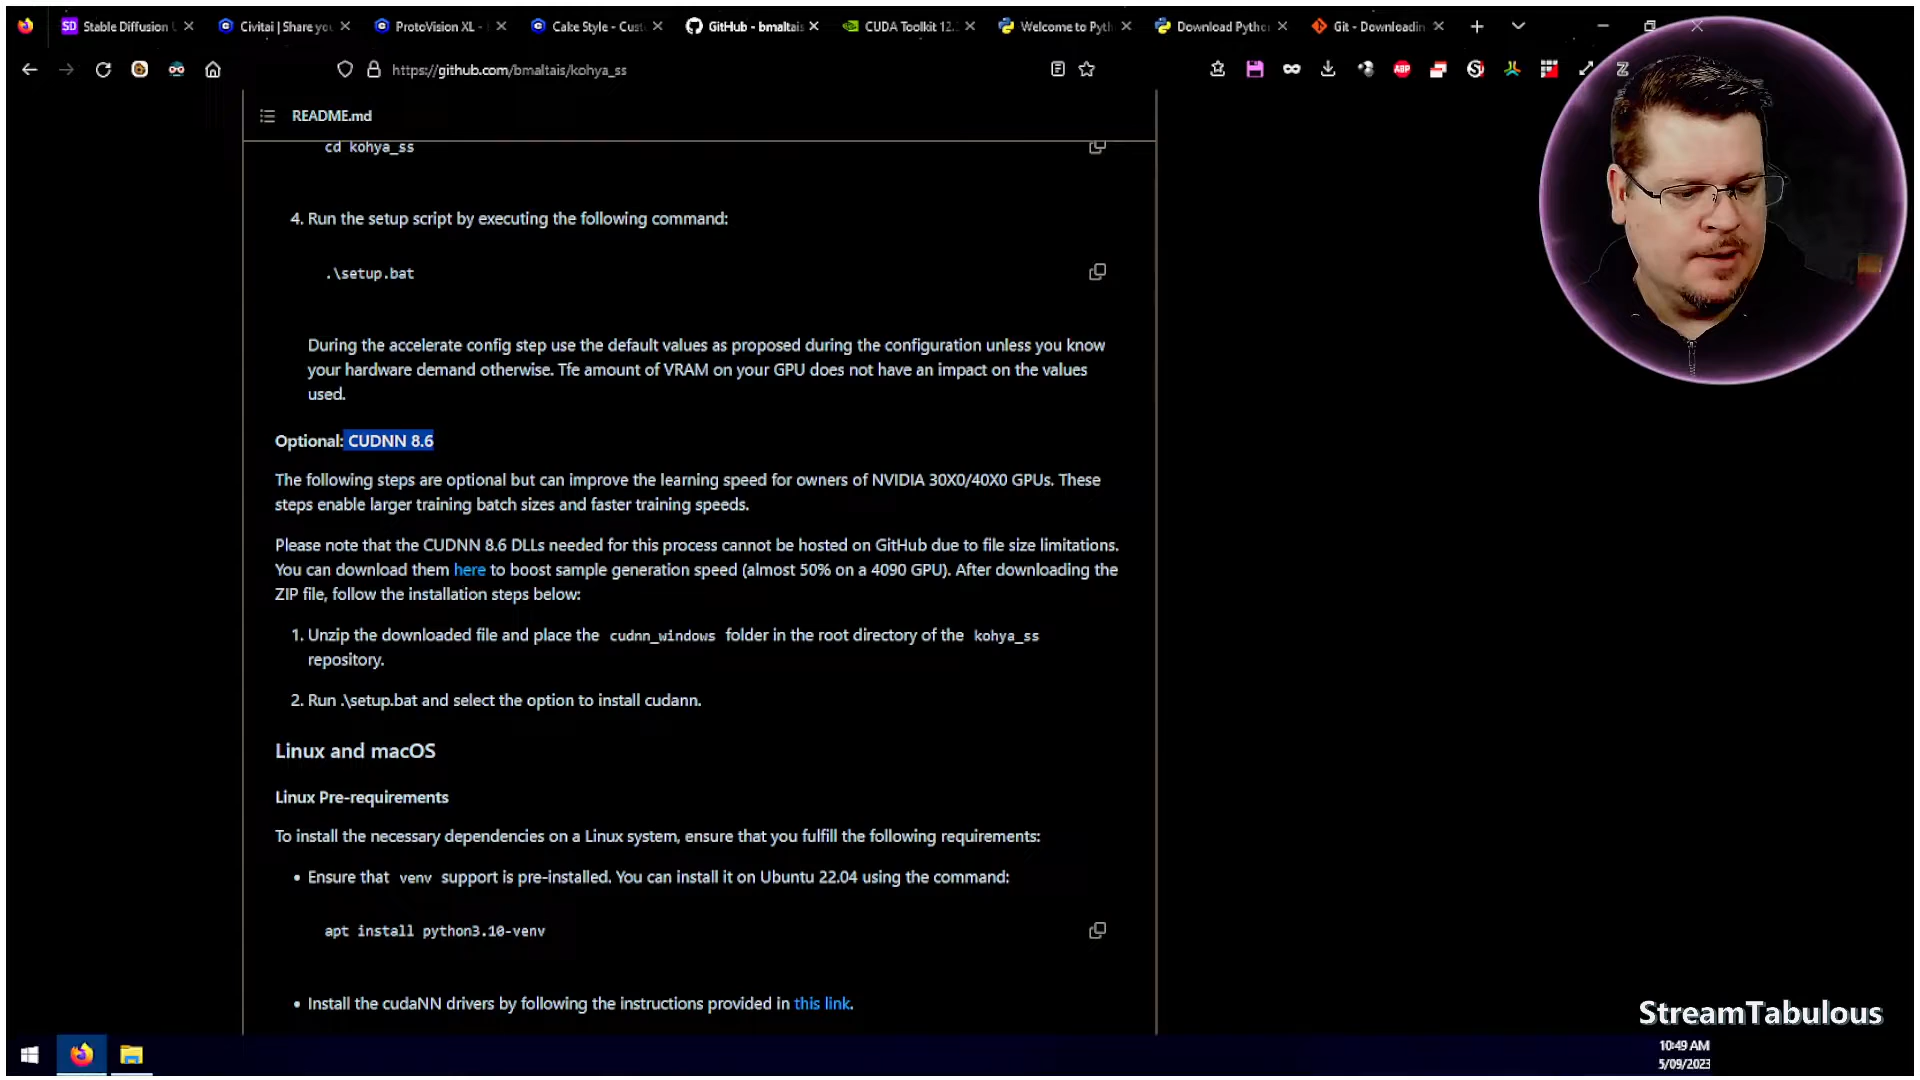 Stable Diffusion U
Civitai | Share you
ProtoVision XL -
Cake Style - Cust
GitHub - bmaltais
CUDA Toolkit 12.
Welcome to Pyth
Download Pytho
Git - Downloadin
https://github.com/bmaltais/kohya_ss
ABP
README.md
cd kohya_ss
4. Run the setup script by executing the following command:
.\setup.bat
During the accelerate config step use the default values as proposed during the configuration unless you know
your hardware demand otherwise. Tfe amount of VRAM on your GPU does not have an impact on the values
used.
Optional: CUDNN 8.6
The following steps are optional but can improve the learning speed for owners of NVIDIA 30X0/40X0 GPUs. These
steps enable larger training batch sizes and faster training speeds.
Please note that the CUDNN 8.6 DLLs needed for this process cannot be hosted on GitHub due to file size limitations.
You can download them here to boost sample generation speed (almost 50% on a 4090 GPU). After downloading the
ZIP file, follow the installation steps below:
1. Unzip the downloaded file and place the cudnn_windows folder in the root directory of the kohya_ss
repository.
2. Run .\setup.bat and select the option to install cudann.
Linux and macOS
Linux Pre-requirements
To install the necessary dependencies on a Linux system, ensure that you fulfill the following requirements:
• Ensure that venv support is pre-installed. You can install it on Ubuntu 22.04 using the command:
apt install python3.10-venv
• Install the cudaNN drivers by following the instructions provided in this link.
StreamTabulous
10:49 AM
5/09/2023